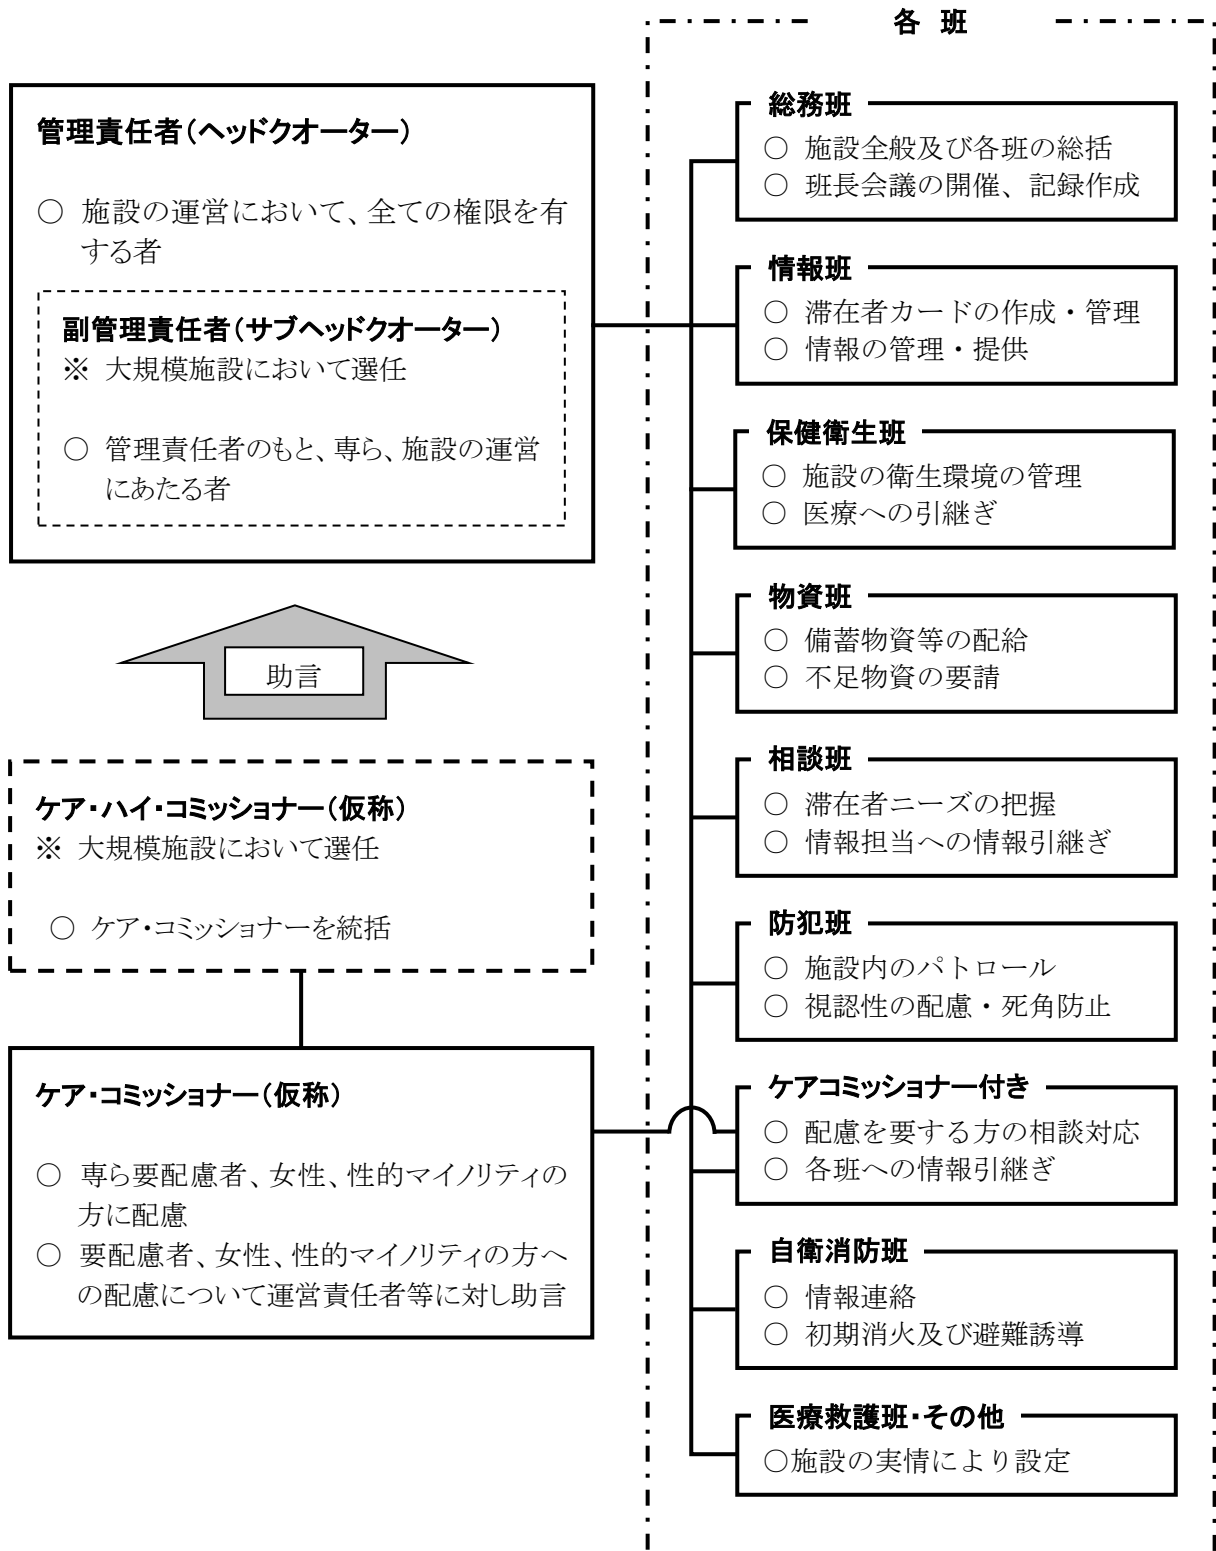 各 班
管理責任者(ヘッドクオーター)
○ 施設の運営において、全ての権限を有
する者
副管理責任者(サブヘッドクオーター)
※ 大規模施設において選任
○ 管理責任者のもと、専ら、施設の運営
にあたる者
助言
ケア・ハイ・コミッショナー(仮称)
※ 大規模施設において選任
○ ケア・コミッショナーを統括
ケア・コミッショナー(仮称)
○ 専ら要配慮者、女性、性的マイノリティの
方に配慮
○ 要配慮者、女性、性的マイノリティの方へ
の配慮について運営責任者等に対し助言
総務班
○ 施設全般及び各班の総括
○ 班長会議の開催、記録作成
情報班
○ 滞在者カードの作成・管理
○ 情報の管理・提供
保健衛生班
○ 施設の衛生環境の管理
○ 医療への引継ぎ
物資班
○ 備蓄物資等の配給
○ 不足物資の要請
相談班
○ 滞在者ニーズの把握
○ 情報担当への情報引継ぎ
防犯班
○ 施設内のパトロール
○ 視認性の配慮・死角防止
ケアコミッショナー付き
○ 配慮を要する方の相談対応
○ 各班への情報引継ぎ
自衛消防班
○ 情報連絡
○ 初期消火及び避難誘導
医療救護班・その他
○施設の実情により設定